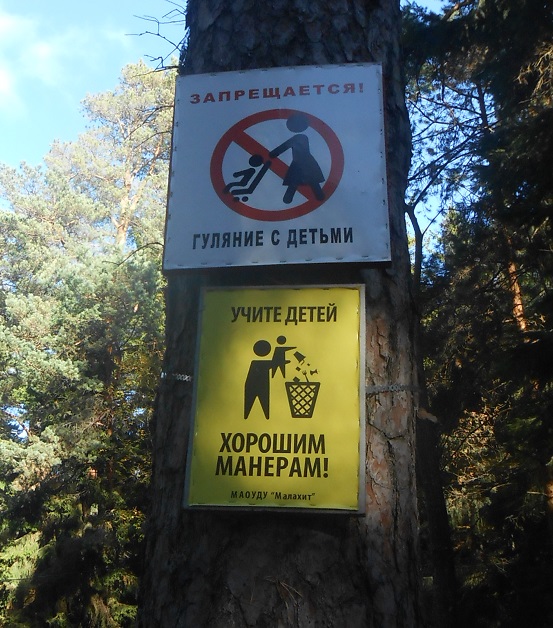 ЗАПРЕЩАЕТСЯ!
ГУЛЯНИЕ С ДЕТЬМИ
УЧИТЕ ДЕТЕЙ
ХОРОШИМ
МАНЕРАМ!
МАОУДУ "Малахит"